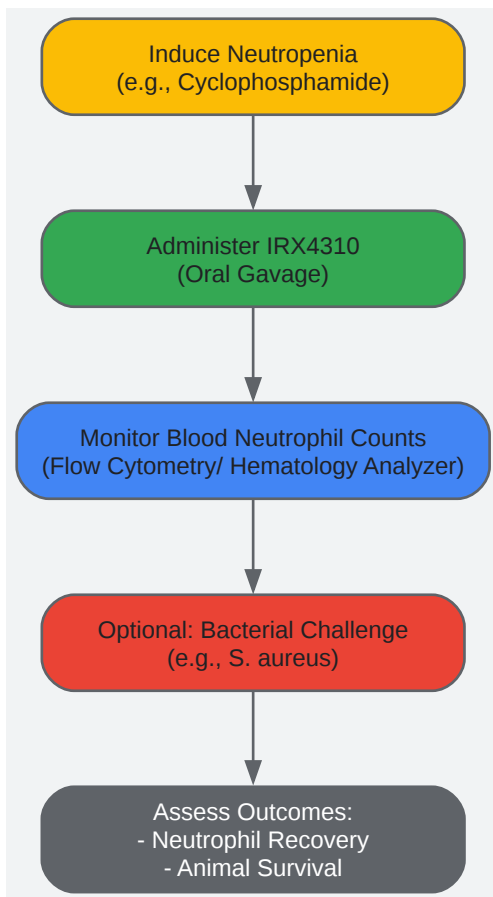 Induce Neutropenia
(e.g., Cyclophosphamide)
Administer IRX4310
(Oral Gavage)
Monitor Blood Neutrophil Counts
(Flow Cytometry/ Hematology Analyzer)
Optional: Bacterial Challenge
(e.g., S. aureus)
Assess Outcomes:
- Neutrophil Recovery
- Animal Survival